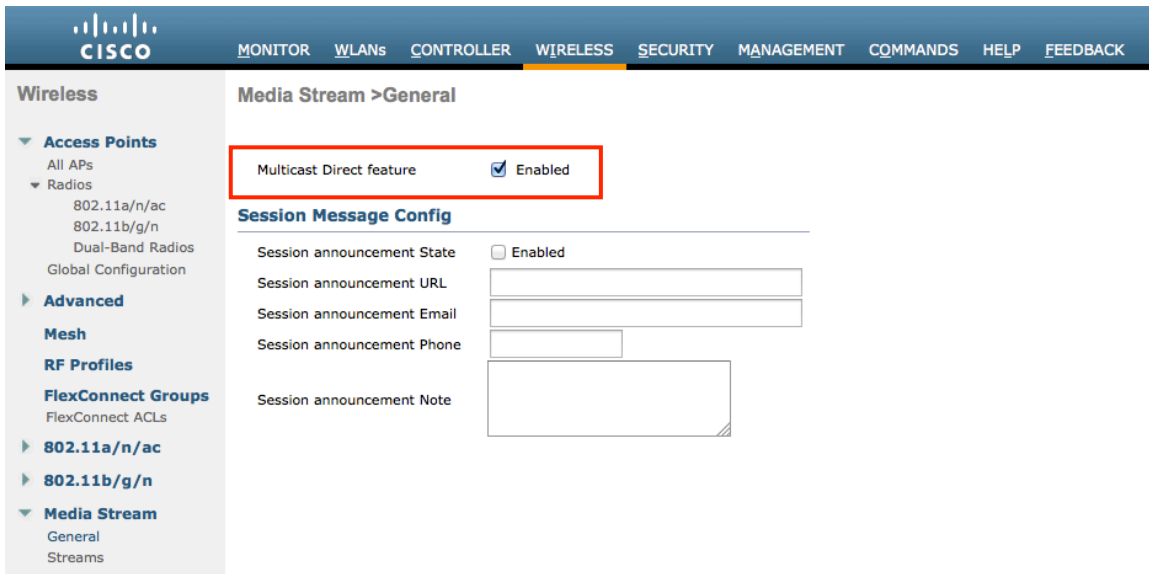 CISCO
MONITOR WLANs CONTROLLER WIRELESS SECURITY MANAGEMENT COMMANDS HELP FEEDBACK
Wireless
Access Points
All APs
Radios
802.11a/n/ac
802.11b/g/n
Dual-Band Radios
Global Configuration
Advanced
Mesh
RF Profiles
FlexConnect Groups
FlexConnect ACLs
802.11a/n/ac
802.11b/g/n
Media Stream
General
Streams
Media Stream >General
Multicast Direct feature Enabled
Session Message Config
Session announcement State Enabled
Session announcement URL
Session announcement Email
Session announcement Phone
Session announcement Note